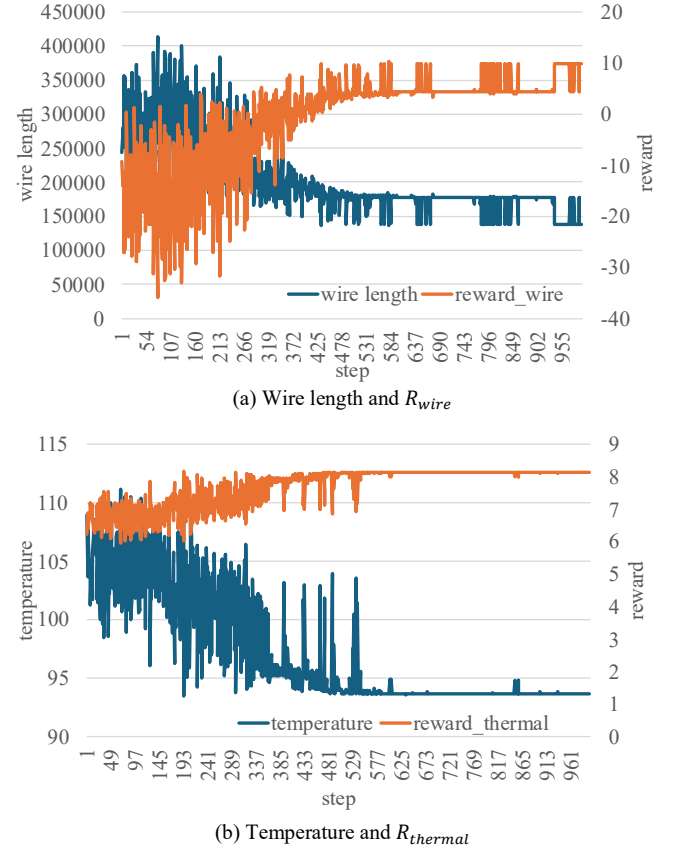 450000
400000
350000
300000
250000
200000
150000
100000
50000
0
wire length
20
10
0
-10
-20
-30
-40
reward
wire length reward_wire
1 54 107 160 213 266 319 372 425 478 531 584 637 690 743 796 849 902 955
step
(a) Wire length and R_wire
115
110
105
100
95
90
temperature
9
8
7
6
5
4
3
2
1
0
reward
temperature reward_thermal
1 49 97 145 193 241 289 337 385 433 481 529 577 625 673 721 769 817 865 913 961
step
(b) Temperature and R_thermal